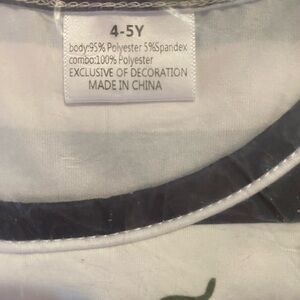 4-5Y
body:95% Polyester 5%Spandex
combo:100% Polyester
EXCLUSIVE OF DECORATION
MADE IN CHINA